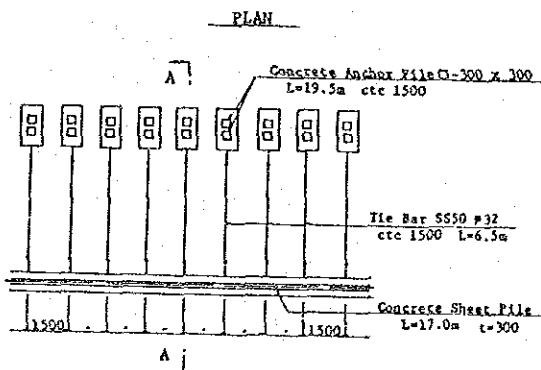 PLAN
A
Concrete Anchor Pile □-300 x 300
L=19.5m ctc 1500
Tie Bar SS50 ø32
ctc 1500 L=6.5m
Concrete Sheet Pile
L=17.0m t=300
1500 1500
A